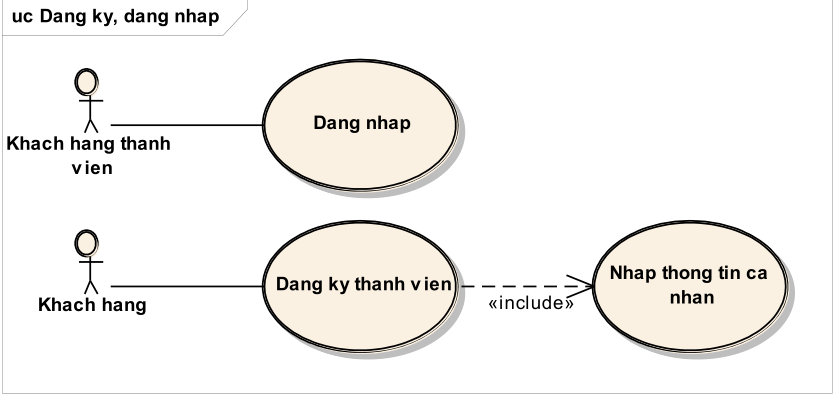 uc Dang ky, dang nhap
Dang nhap
Khach hang thanh
vien
Dang ky thanh vien
Nhap thong tin ca
nhan
«include»
Khach hang